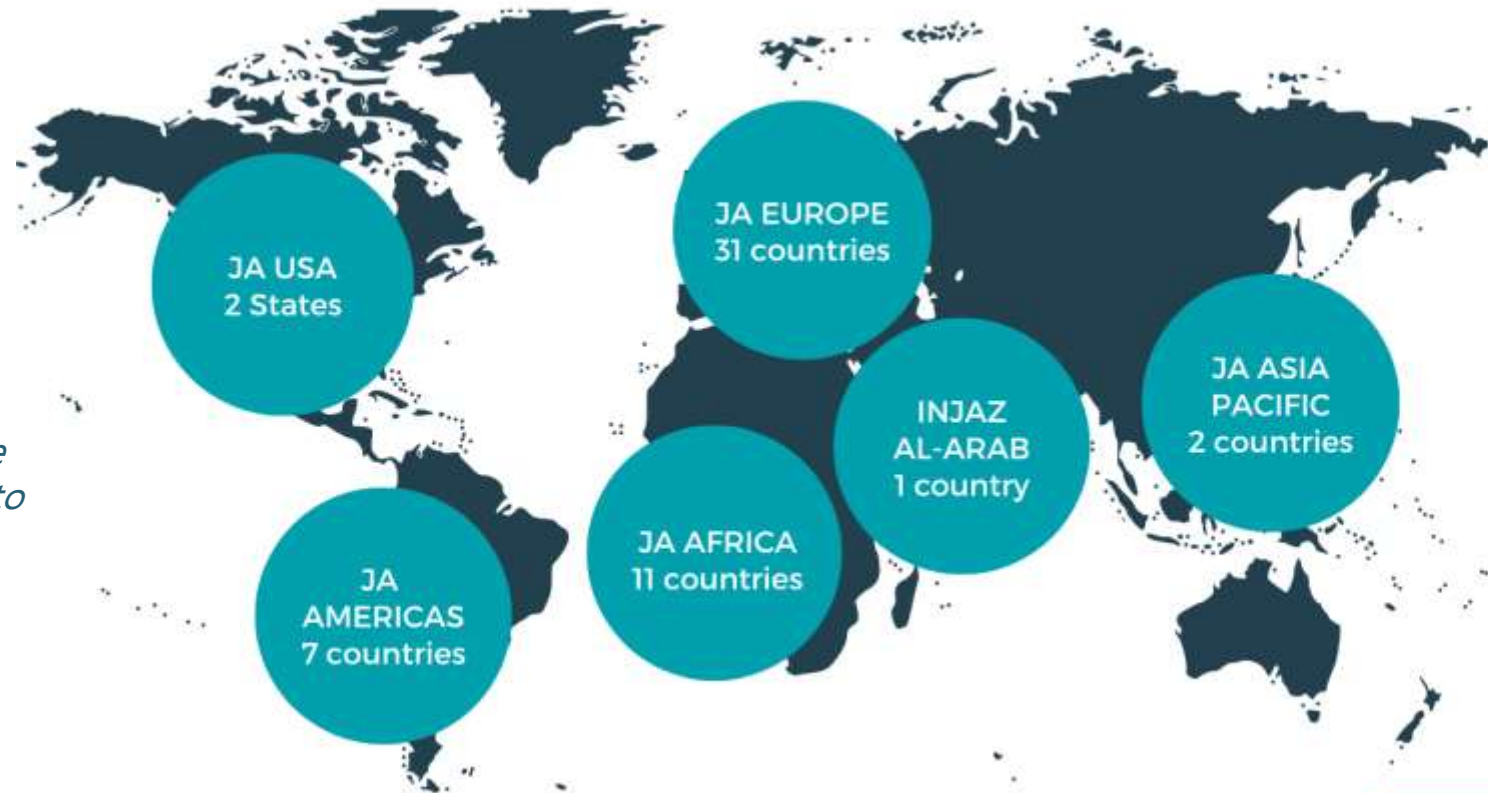 JA EUROPE
31 countries
JA USA
2 States
JA ASIA
PACIFIC
2 countries
INJAZ
AL-ARAB
1 country
to
JA AFRICA
11 countries
JA
AMERICAS
7 countries